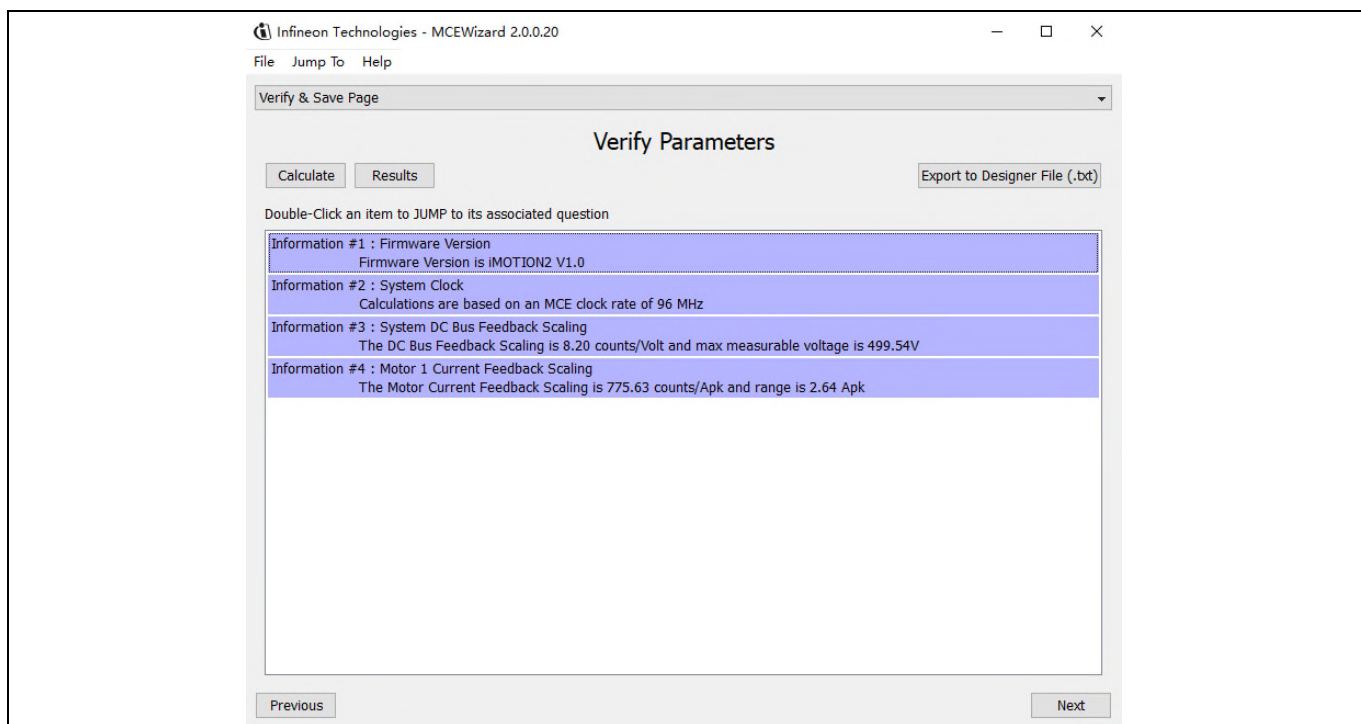 Infineon Technologies - MCEWizard 2.0.0.20
File Jump To Help
Verify & Save Page
Verify Parameters
Calculate Results Export to Designer File (.txt)
Double-Click an item to JUMP to its associated question
Information #1 : Firmware Version
Firmware Version is iMOTION2 V1.0
Information #2 : System Clock
Calculations are based on an MCE clock rate of 96 MHz
Information #3 : System DC Bus Feedback Scaling
The DC Bus Feedback Scaling is 8.20 counts/Volt and max measurable voltage is 499.54V
Information #4 : Motor 1 Current Feedback Scaling
The Motor Current Feedback Scaling is 775.63 counts/Apk and range is 2.64 Apk
Previous Next